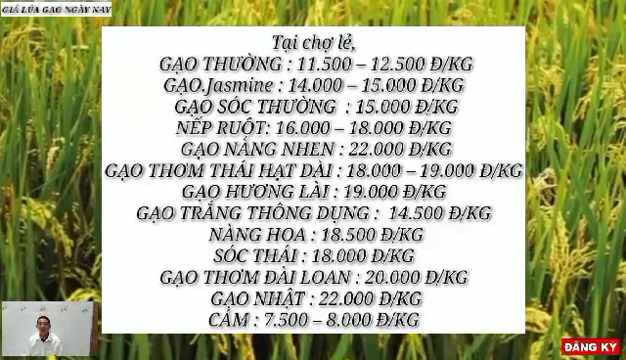 GIÁ LÚA GẠO NGÀY NAY
Tại chợ lẻ,
GẠO THƯỜNG : 11.500 – 12.500 Đ/KG
GẠO.Jasmine : 14.000 – 15.000 Đ/KG
GẠO SÓC THƯỜNG : 15.000 Đ/KG
NẾP RUỘT: 16.000 – 18.000 Đ/KG
GẠO NÀNG NHEN : 22.000 Đ/KG
GẠO THƠM THÁI HẠT DÀI : 18.000 – 19.000 Đ/KG
GẠO HƯƠNG LÀI : 19.000 Đ/KG
GẠO TRẮNG THÔNG DỤNG : 14.500 Đ/KG
NÀNG HOA : 18.500 Đ/KG
SÓC THÁI : 18.000 Đ/KG
GẠO THƠM ĐÀI LOAN : 20.000 Đ/KG
GẠO NHẬT : 22.000 Đ/KG
CÁM : 7.500 – 8.000 Đ/KG
ĐĂNG KÝ